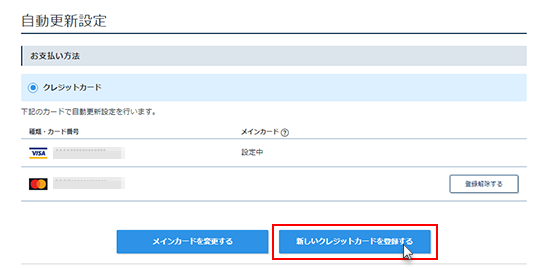 自動更新設定
お支払い方法
クレジットカード
下記のカードで自動更新設定を行います。
種類・カード番号 メインカード ?
VISA 設定中
登録解除する
メインカードを変更する 新しいクレジットカードを登録する